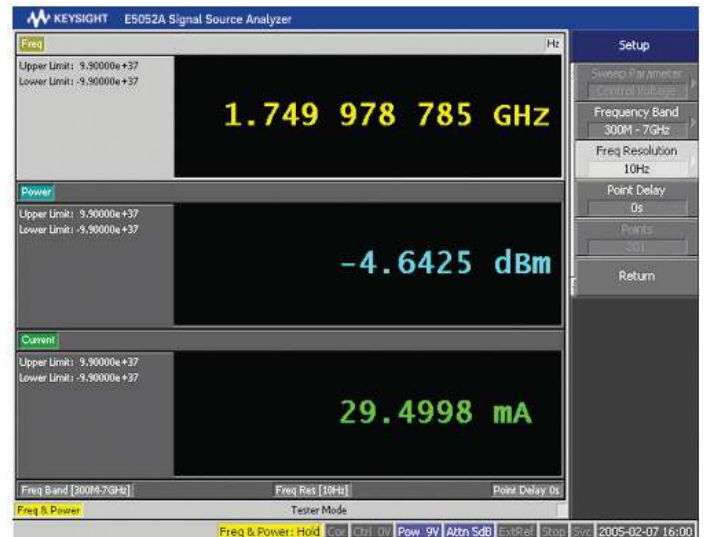 KEYSIGHT E5052A Signal Source Analyzer
Freq Hz
Upper Limit: 9.90000e+37
Lower Limit: -9.90000e+37
1.749 978 785 GHz
Power
Upper Limit: 9.90000e+37
Lower Limit: -9.90000e+37
-4.6425 dBm
Current
Upper Limit: 9.90000e+37
Lower Limit: -9.90000e+37
29.4998 mA
Freq Band [300M-7GHz] Freq Res [10Hz] Point Delay 0s
Freq & Power Tester Mode
Setup
Sweep Parameter
Control Voltage
Frequency Band
300M - 7GHz
Freq Resolution
10Hz
Point Delay
0s
Points
201
Return
Freq & Power: Hold Cor Ctrl 0V Pow 9V Attn 5dB ExtRef Stop Svc 2005-02-07 16:00